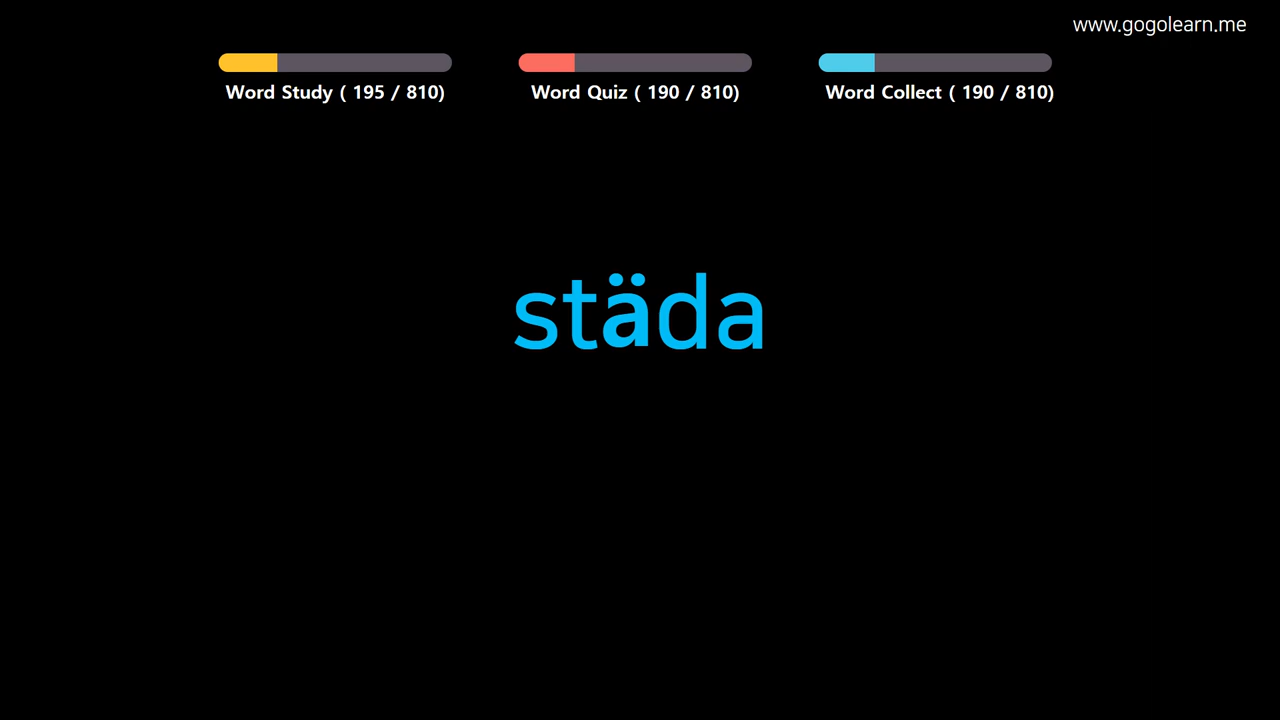 www.gogolearn.me
Word Study ( 195 / 810)
Word Quiz ( 190 / 810)
Word Collect ( 190 / 810)
städa